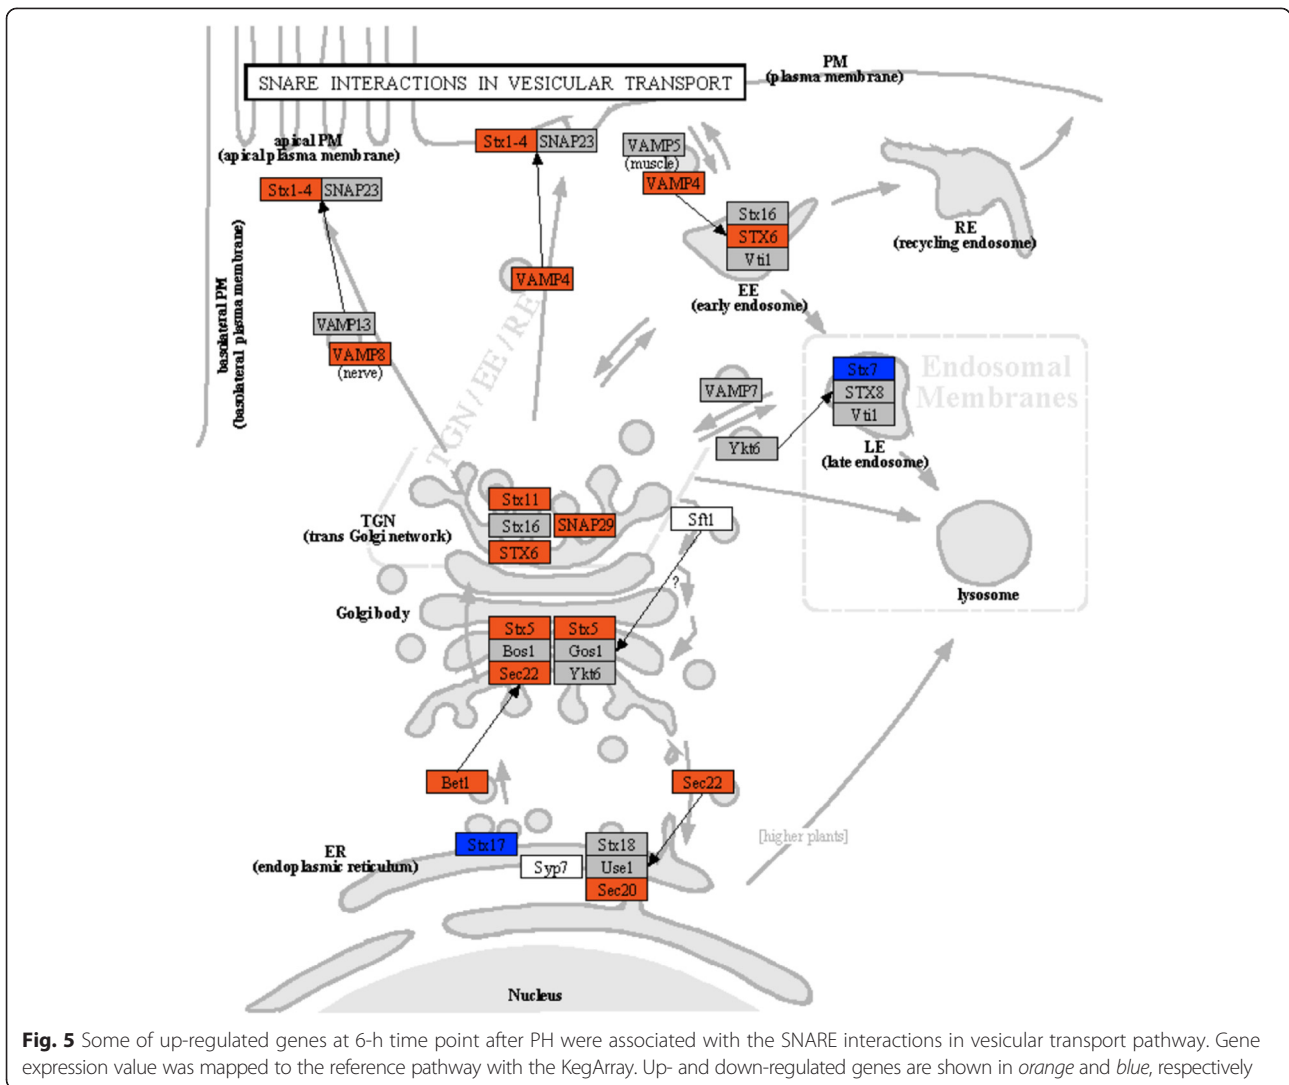 SNARE INTERACTIONS IN VESICULAR TRANSPORT
PM
(plasma membrane)
apical PM
(apical plasma membrane)
Stx1-4 SNAP23
Stx1-4 SNAP23
VAMP5
(muscle)
VAMP4
Stx16
STX6
Vti1
EE
(early endosome)
RE
(recycling endosome)
basolateral PM
(basolateral plasma membrane)
VAMP4
VAMP1-3
VAMP8
(nerve)
TGN/EE/RE
Endosomal
Membranes
Stx7
STX8
Vti1
LE
(late endosome)
VAMP7
Ykt6
Stx11
Stx16 SNAP29
STX6
TGN
(trans Golgi network)
Sft1
?
lysosome
Golgi body
Stx5 Stx5
Bos1 Gos1
Sec22 Ykt6
Bet1
Sec22
[higher plants]
ER
(endoplasmic reticulum)
Stx17
Syp7
Stx18
Use1
Sec20
Nucleus
Fig. 5 Some of up-regulated genes at 6-h time point after PH were associated with the SNARE interactions in vesicular transport pathway. Gene
expression value was mapped to the reference pathway with the KegArray. Up- and down-regulated genes are shown in orange and blue, respectively